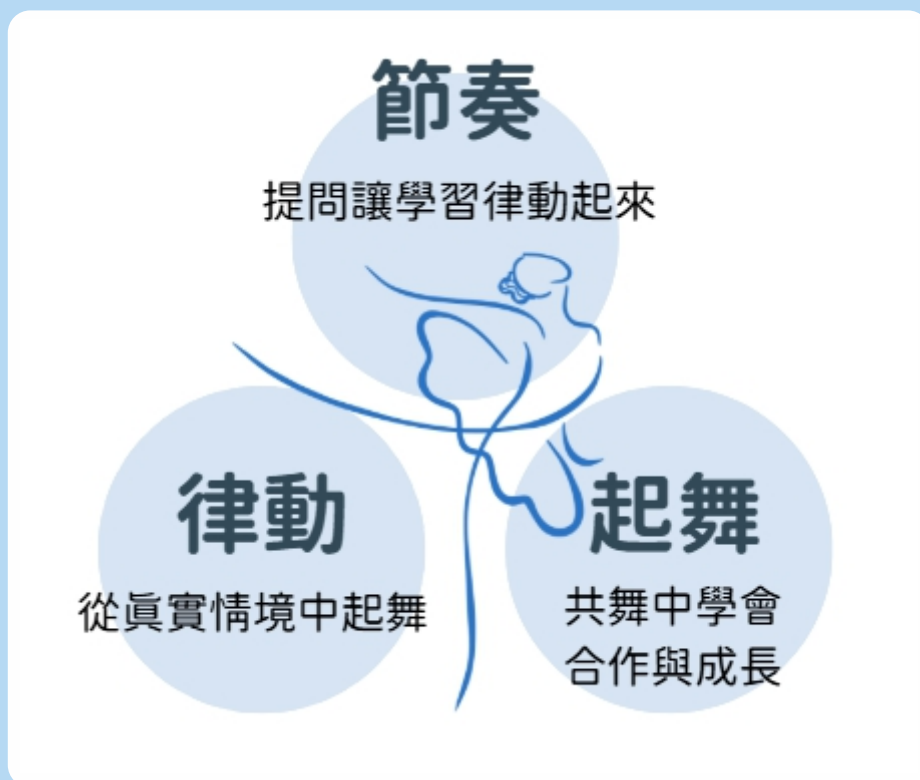 節奏
提問讓學習律動起來
律動
從眞實情境中起舞
起舞
共舞中學會
合作與成長